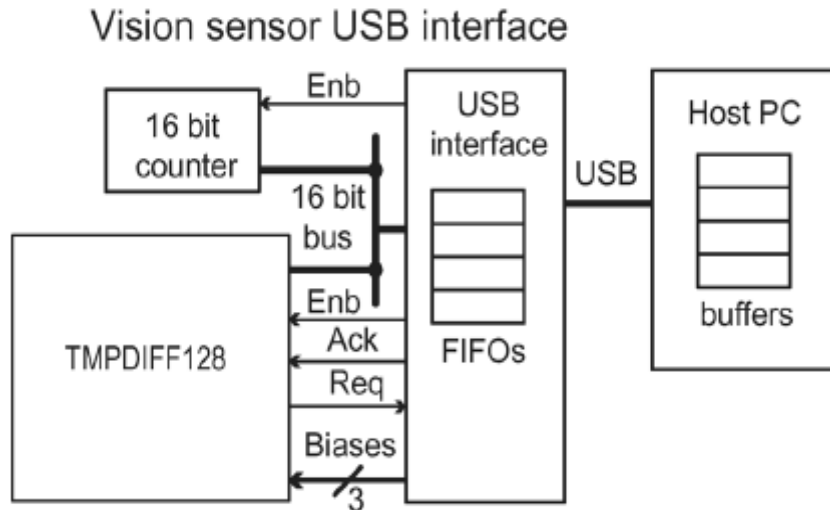 Vision sensor USB interface
Enb
16 bit
counter
16 bit
bus
TMPDIFF128
Enb
Ack
Req
Biases
3
USB
interface
FIFOs
USB
Host PC
buffers